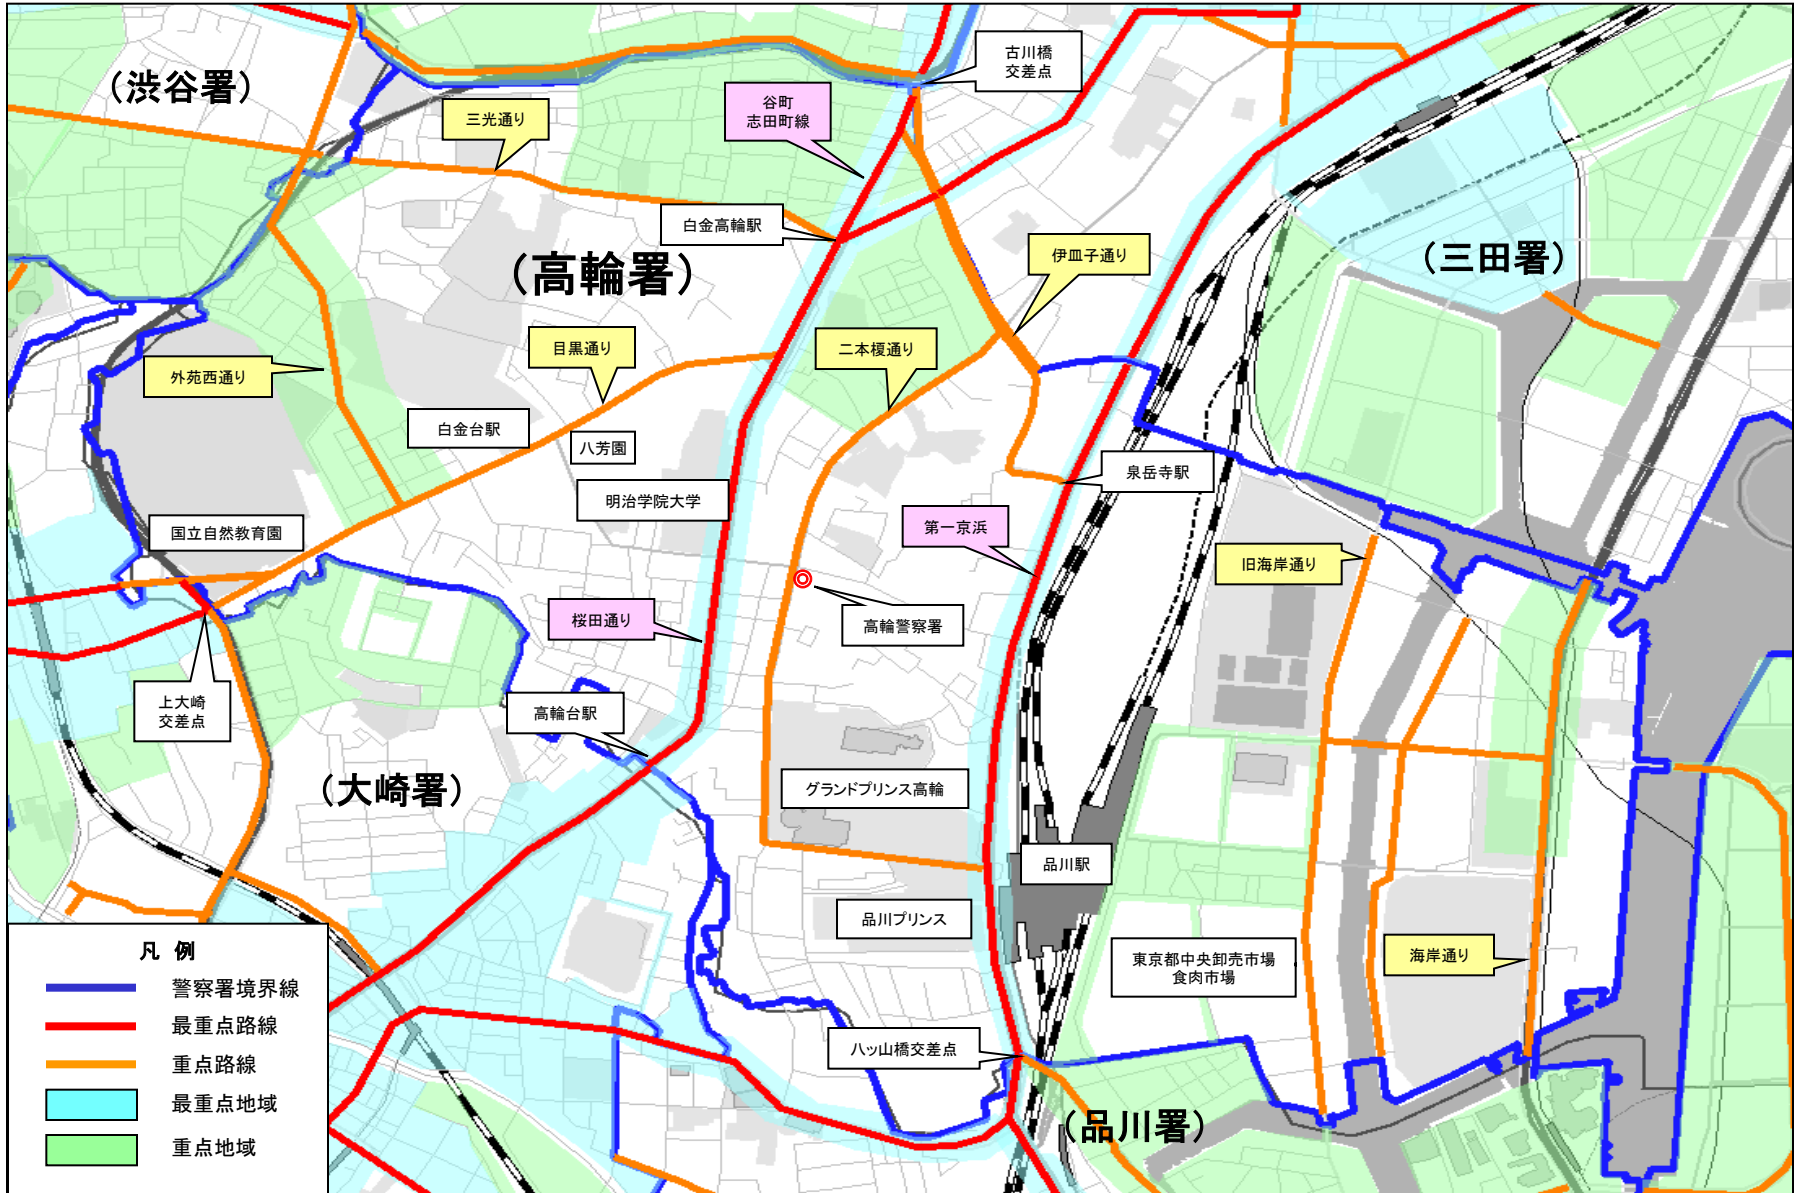 (渋谷署)
三光通り
谷町
志田町線
古川橋
交差点
白金高輪駅
(高輪署)
伊皿子通り
(三田署)
外苑西通り
目黒通り
二本榎通り
白金台駅
八芳園
明治学院大学
泉岳寺駅
国立自然教育園
第一京浜
旧海岸通り
桜田通り
高輪警察署
上大崎
交差点
高輪台駅
(大崎署)
グランドプリンス高輪
品川駅
品川プリンス
東京都中央卸売市場
食肉市場
海岸通り
八ッ山橋交差点
(品川署)
凡 例
警察署境界線
最重点路線
重点路線
最重点地域
重点地域